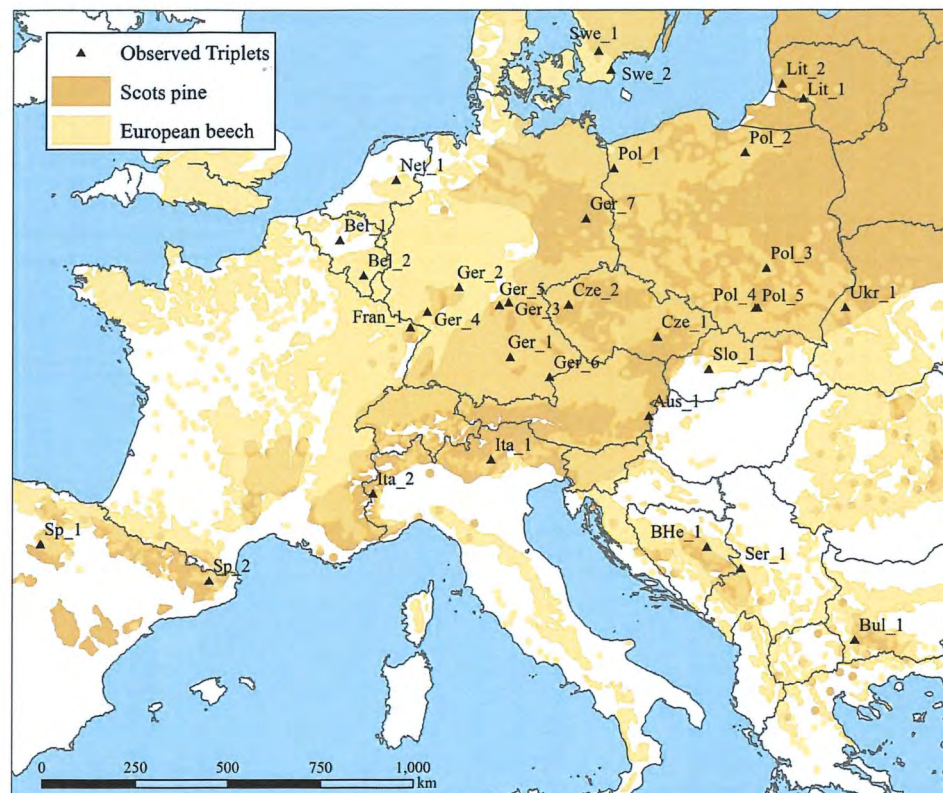 Observed Triplets
Scots pine
European beech
Swe_1
Swe_2
Lit_2
Lit_1
Pol_2
Pol_1
Net_1
Ger_7
Bel_1
Bel_2
Pol_3
Ger_2
Ger_5
Cze_2
Ger_3
Pol_4
Pol_5
Ukr_1
Fran_1
Ger_4
Cze_1
Ger_1
Ger_6
Slo_1
Aus_1
Ita_1
Ita_2
Sp_1
BHe_1
Ser_1
Sp_2
Bul_1
0 250 500 750 1,000
km